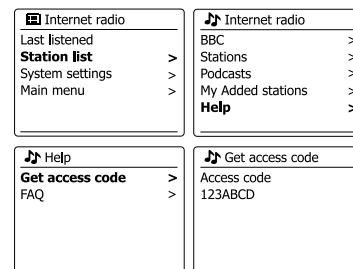 Internet radio
Last listened
Station list >
System settings >
Main menu >
Internet radio
BBC >
Stations >
Podcasts >
My Added stations >
Help >
Help
Get access code >
FAQ >
Get access code
Access code
123ABCD